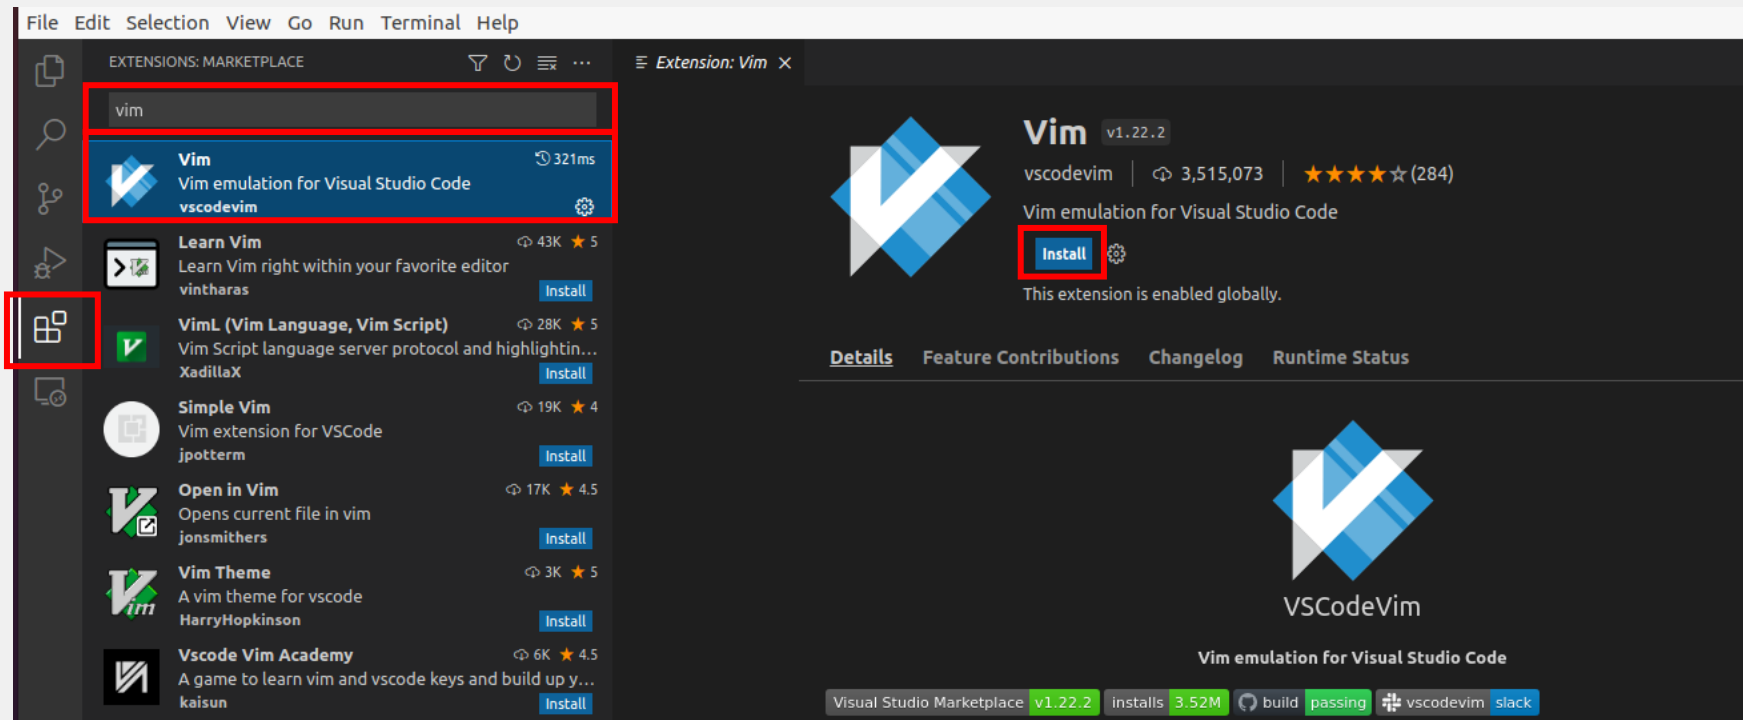 File Edit Selection View Go Run Terminal Help
EXTENSIONS: MARKETPLACE
vim
Vim 321ms
Vim emulation for Visual Studio Code
vscodevim
Learn Vim 43K ★ 5
Learn Vim right within your favorite editor
vintharas Install
VimL (Vim Language, Vim Script) 28K ★ 5
Vim Script language server protocol and highlightin...
XadillaX Install
Simple Vim 19K ★ 4
Vim extension for VSCode
jpotterm Install
Open in Vim 17K ★ 4.5
Opens current file in vim
jonsmithers Install
Vim Theme 3K ★ 5
A vim theme for vscode
HarryHopkinson Install
Vscode Vim Academy 6K ★ 4.5
A game to learn vim and vscode keys and build up y...
kaisun Install
Extension: Vim
Vim v1.22.2
vscodevim 3,515,073 ★★★★☆(284)
Vim emulation for Visual Studio Code
Install
This extension is enabled globally.
Details Feature Contributions Changelog Runtime Status
VSCodeVim
Vim emulation for Visual Studio Code
Visual Studio Marketplace v1.22.2 installs 3.52M build passing vscodevim slack